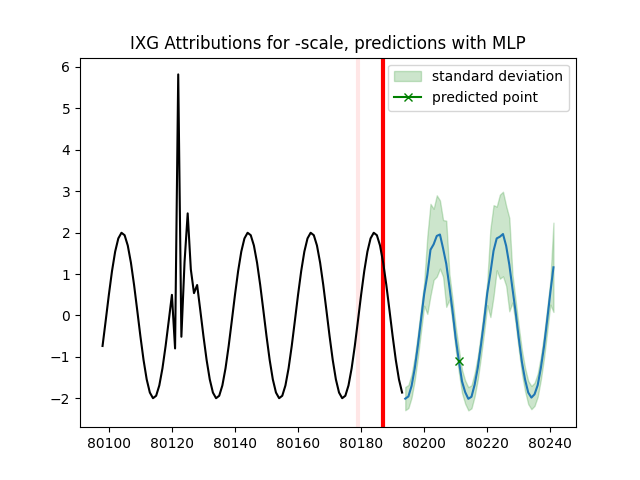 IXG Attributions for -scale, predictions with MLP
standard deviation
predicted point
6
5
4
3
2
1
0
−1
−2
80100 80120 80140 80160 80180 80200 80220 80240